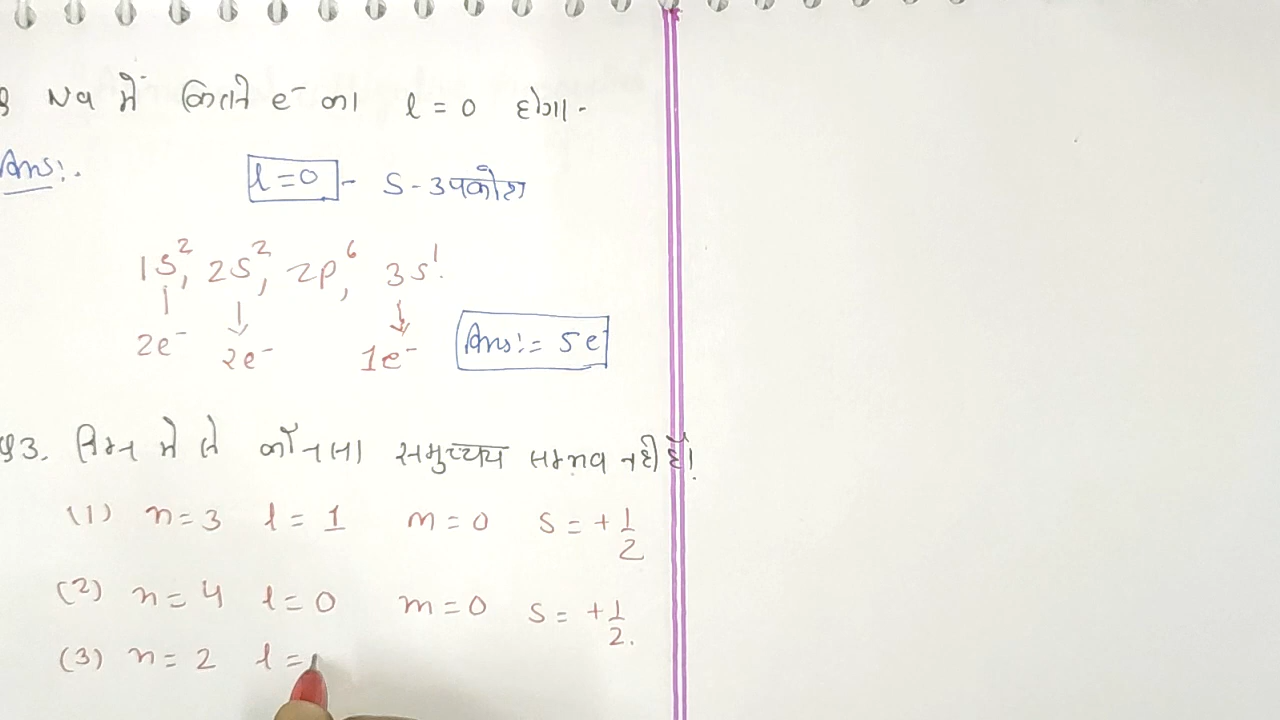 Na में कितने e⁻ का l = 0 होगा -
Ans:-
l = 0 - S - उपकोश
1s², 2s², 2p⁶, 3s¹.
2e⁻ 2e⁻ 1e⁻
Ans:= 5e⁻
Q3. निम्न में से कौनसा समुच्चय सम्भव नही है।
(1) n = 3 l = 1 m = 0 s = +1/2
(2) n = 4 l = 0 m = 0 s = +1/2.
(3) n = 2 l =